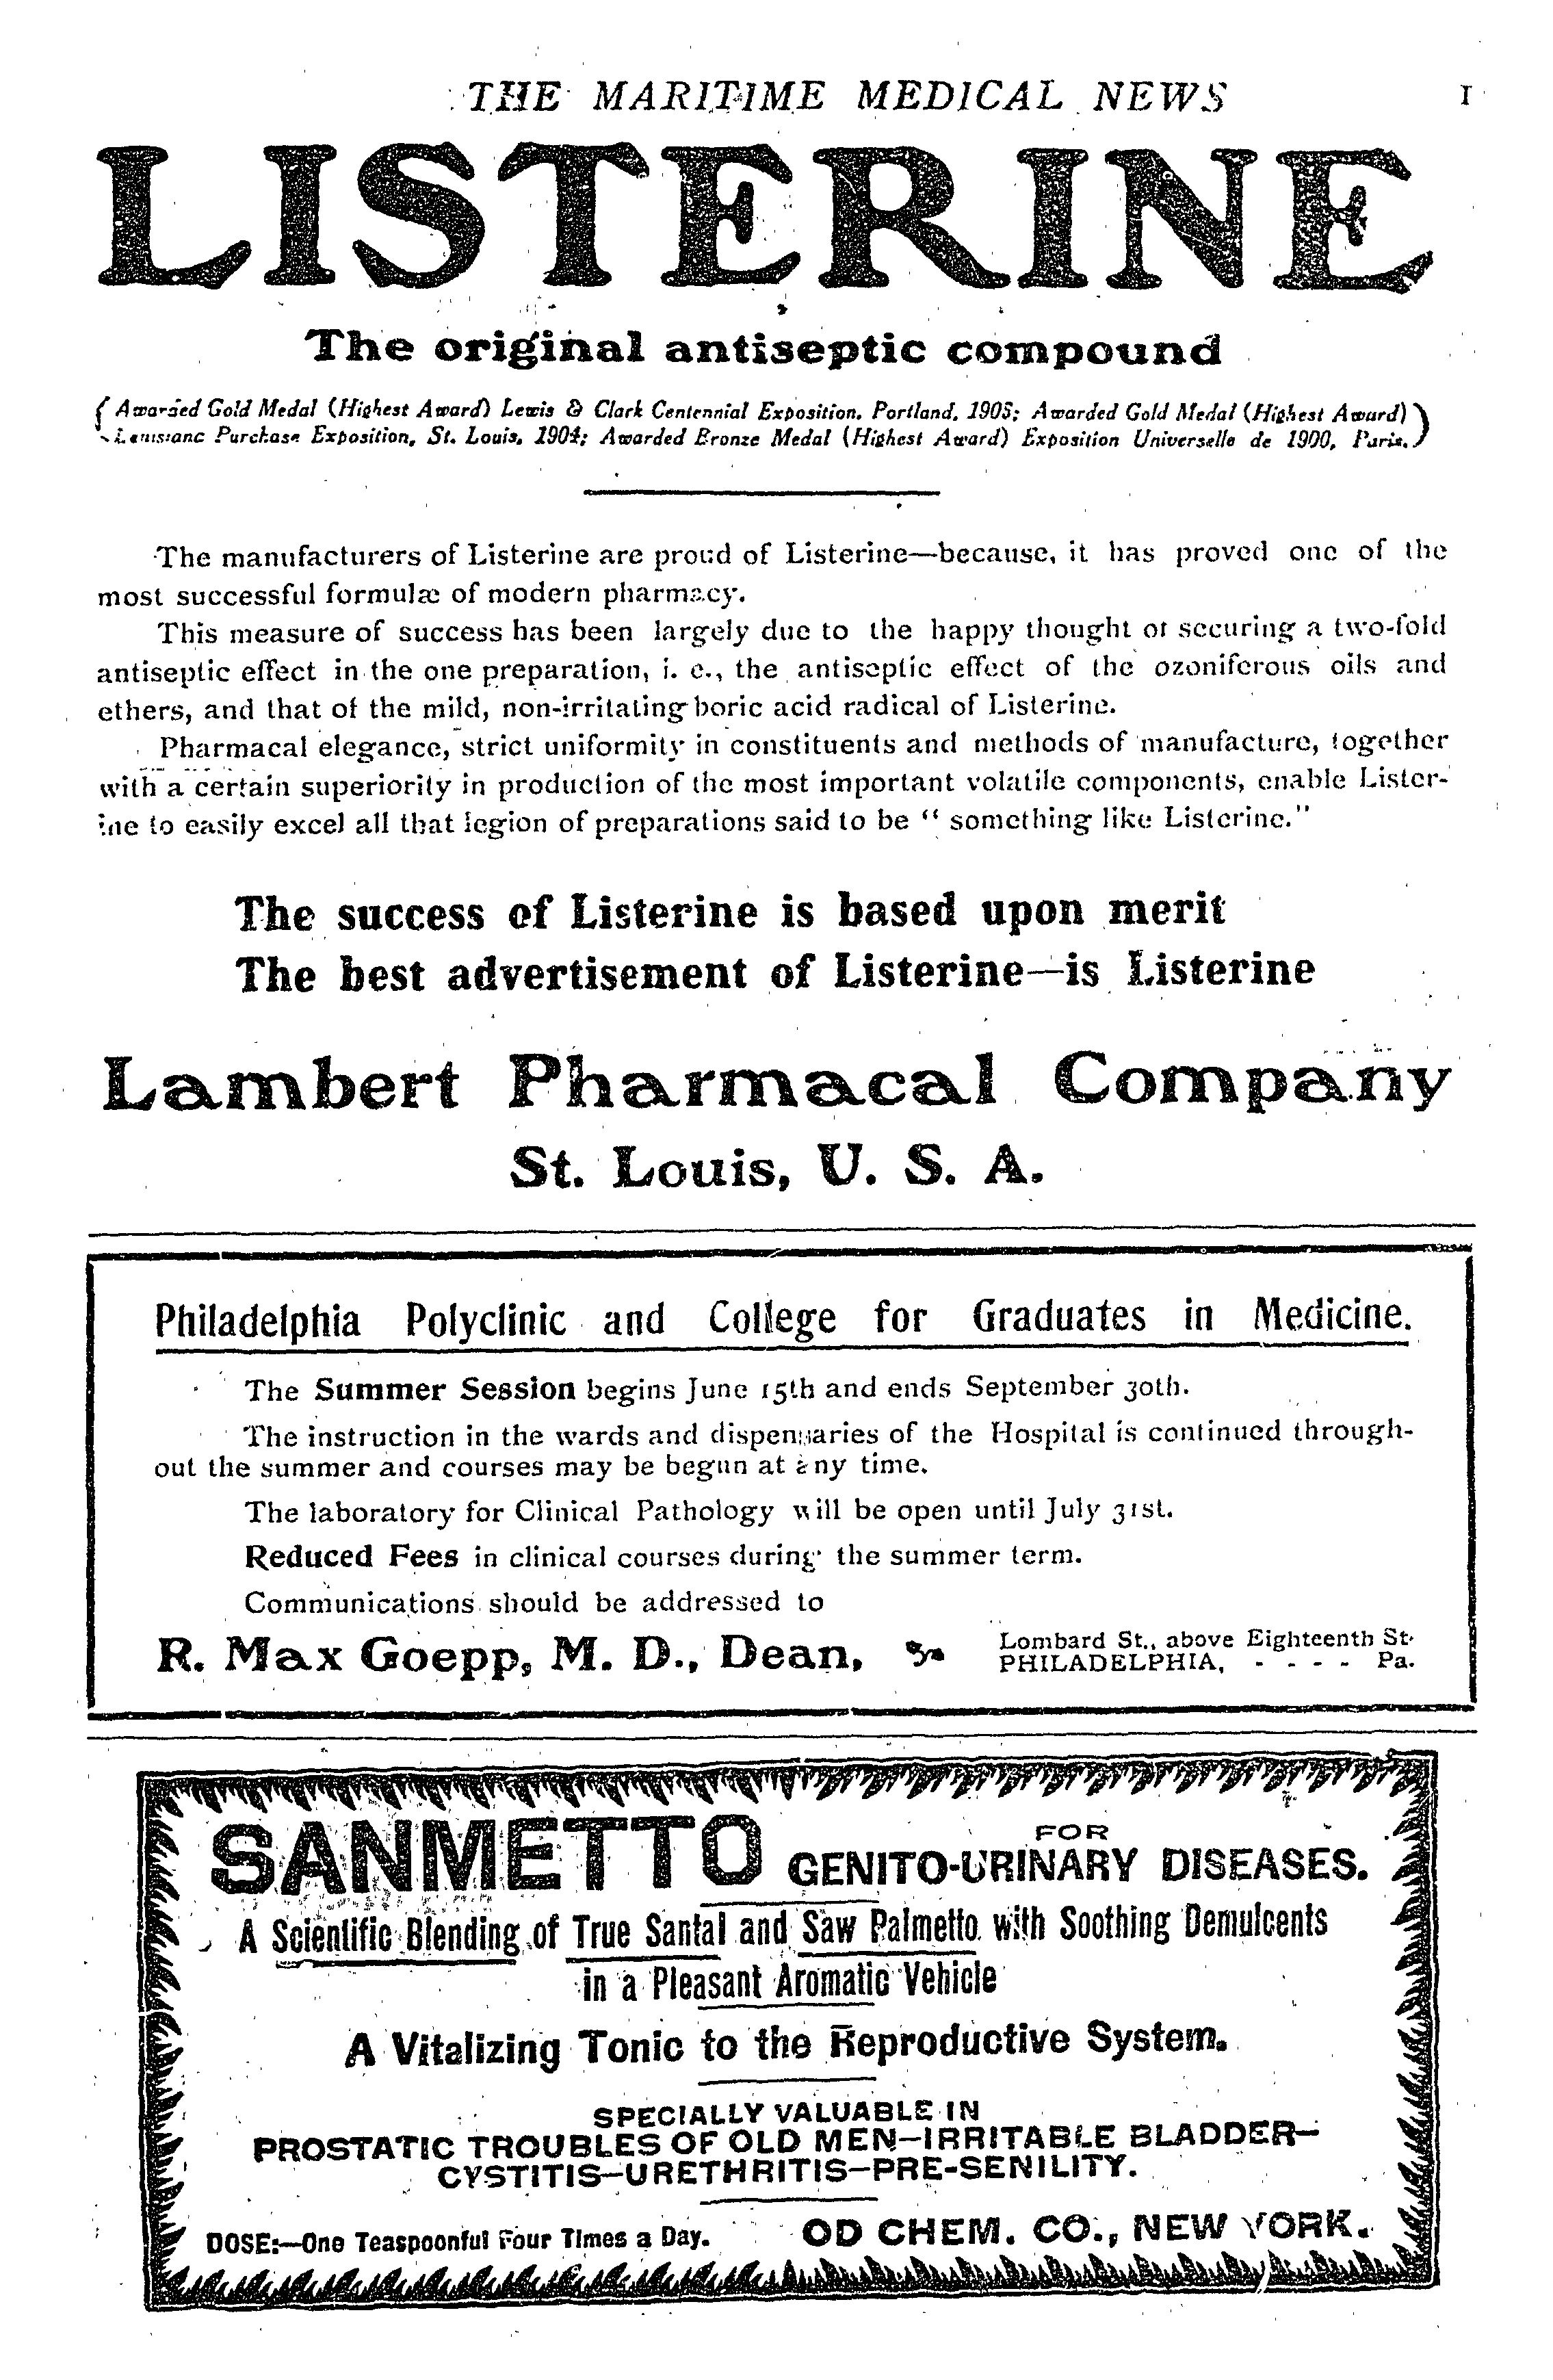 THE MARITIME MEDICAL NEWS 1
LISTERINE
The original antiseptic compound
(Awarded Gold Medal (Highest Award) Lewis & Clark Centennial Exposition, Portland, 1905; Awarded Gold Medal (Highest Award)
Louisiana Purchase Exposition, St. Louis, 1904; Awarded Bronze Medal (Highest Award) Exposition Universelle de 1900, Paris.)
The manufacturers of Listerine are proud of Listerine—because, it has proved one of the
most successful formulæ of modern pharmacy.
This measure of success has been largely due to the happy thought of securing a two-fold
antiseptic effect in the one preparation, i. e., the antiseptic effect of the ozoniferous oils and
ethers, and that of the mild, non-irritating boric acid radical of Listerine.
Pharmacal elegance, strict uniformity in constituents and methods of manufacture, together
with a certain superiority in production of the most important volatile components, enable Lister-
ine to easily excel all that legion of preparations said to be “ something like Listerine.”
The success of Listerine is based upon merit
The best advertisement of Listerine—is Listerine
Lambert Pharmacal Company
St. Louis, U. S. A.
Philadelphia Polyclinic and College for Graduates in Medicine.
The Summer Session begins June 15th and ends September 30th.
The instruction in the wards and dispensaries of the Hospital is continued through-
out the summer and courses may be begun at any time.
The laboratory for Clinical Pathology will be open until July 31st.
Reduced Fees in clinical courses during the summer term.
Communications should be addressed to
R. Max Goepp, M. D., Dean,
Lombard St., above Eighteenth St.
PHILADELPHIA, - - - - Pa.
SANMETTO FOR
GENITO-URINARY DISEASES.
A Scientific Blending of True Santal and Saw Palmetto with Soothing Demulcents
in a Pleasant Aromatic Vehicle
A Vitalizing Tonic to the Reproductive System.
SPECIALLY VALUABLE IN
PROSTATIC TROUBLES OF OLD MEN—IRRITABLE BLADDER—
CYSTITIS—URETHRITIS—PRE-SENILITY.
DOSE:—One Teaspoonful Four Times a Day. OD CHEM. CO., NEW YORK.